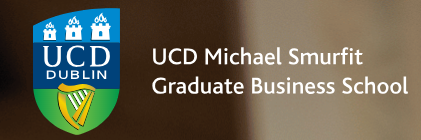 UCD
DUBLIN
UCD Michael Smurfit
Graduate Business School